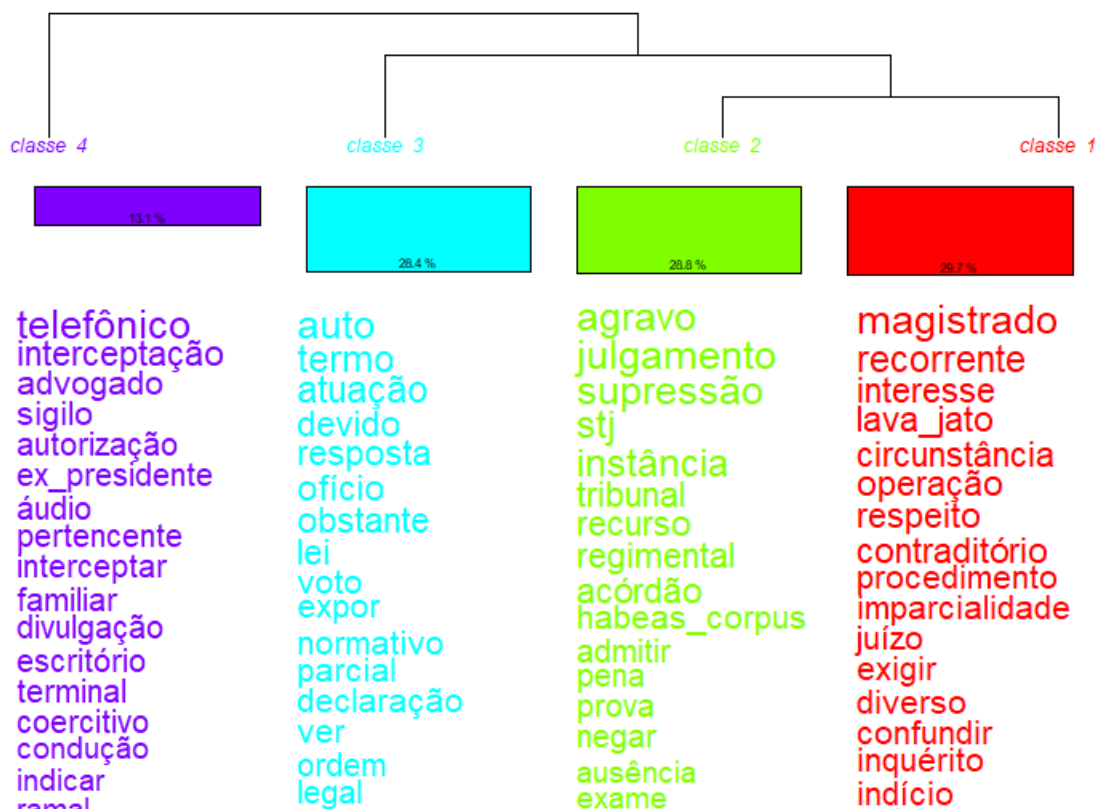 classe 4
classe 3
classe 2
classe 1
13.1 %
28.4 %
28.8 %
29.7 %
telefônico
interceptação
advogado
sigilo
autorização
ex_presidente
áudio
pertencente
interceptar
familiar
divulgação
escritório
terminal
coercitivo
condução
indicar
ramal
auto
termo
atuação
devido
resposta
ofício
obstante
lei
voto
expor
normativo
parcial
declaração
ver
ordem
legal
agravo
julgamento
supressão
stj
instância
tribunal
recurso
regimental
acórdão
habeas_corpus
admitir
pena
prova
negar
ausência
exame
magistrado
recorrente
interesse
lava_jato
circunstância
operação
respeito
contraditório
procedimento
imparcialidade
juízo
exigir
diverso
confundir
inquérito
indício